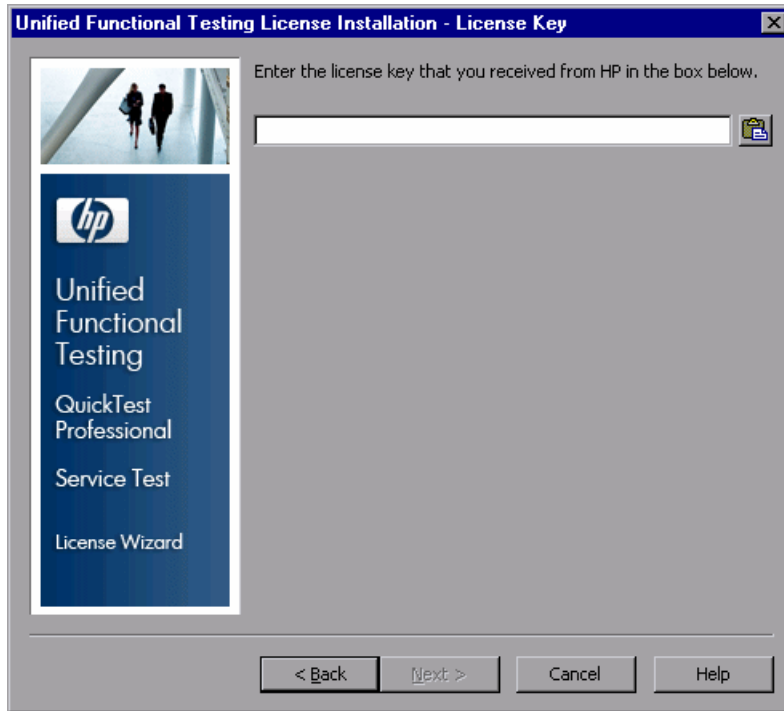 Unified Functional Testing License Installation - License Key
Enter the license key that you received from HP in the box below.
hp
Unified
Functional
Testing
QuickTest
Professional
Service Test
License Wizard
< Back
Next >
Cancel
Help